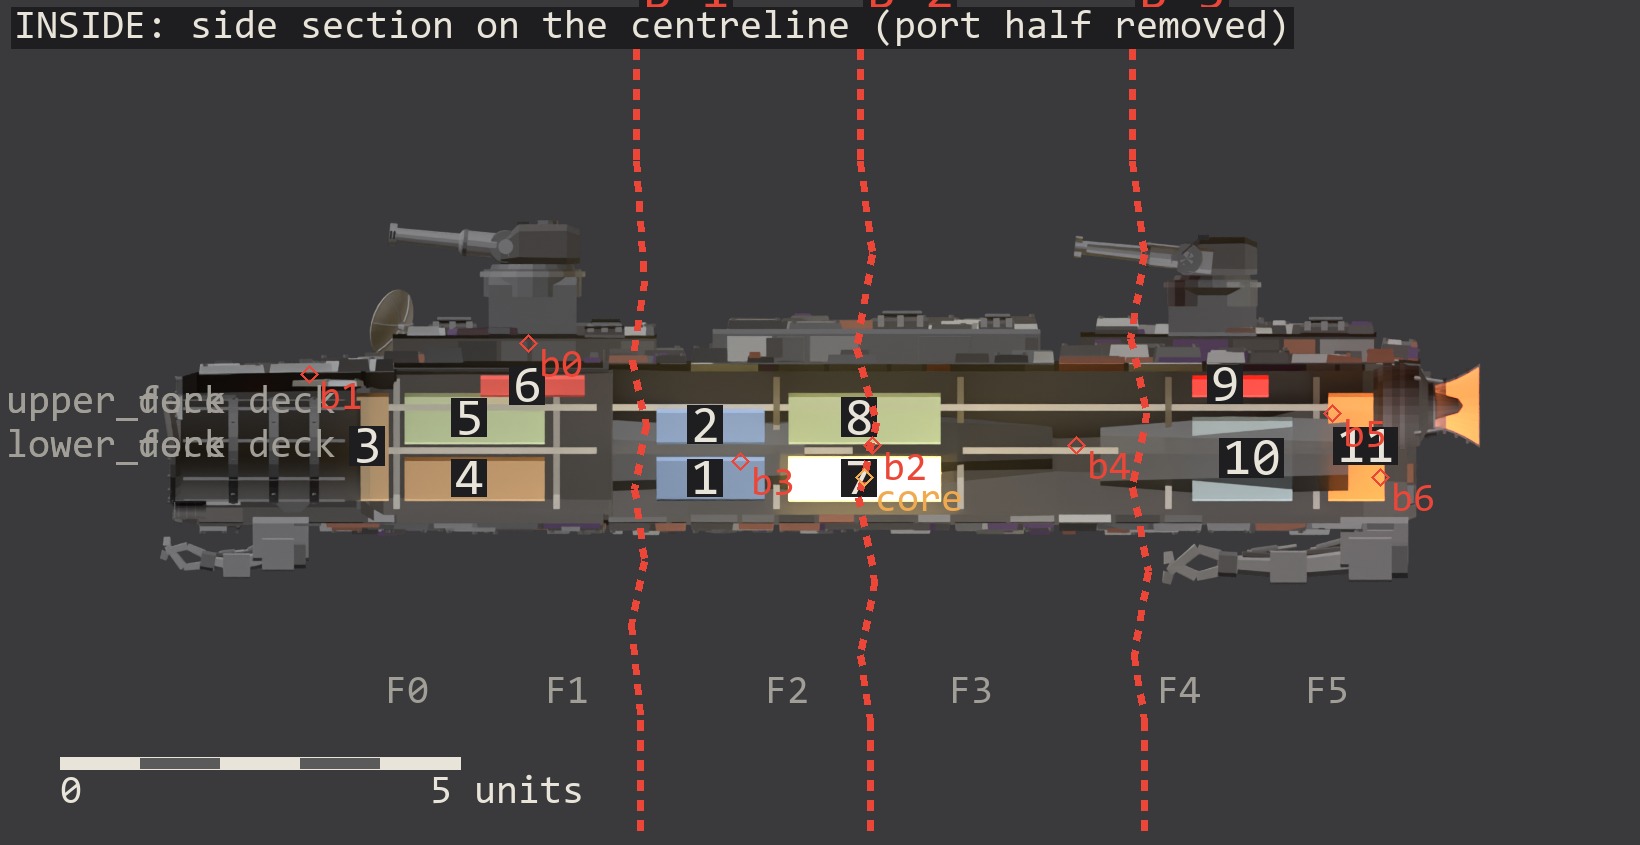 INSIDE: side section on the centreline (port half removed)
b0
b1
6
9
upper_deck
deck
5
2
8
b5
lower_deck
deck
3
10
11
b2
b4
4
1
b3
7
core
b6
F0
F1
F2
F3
F4
F5
0
5 units